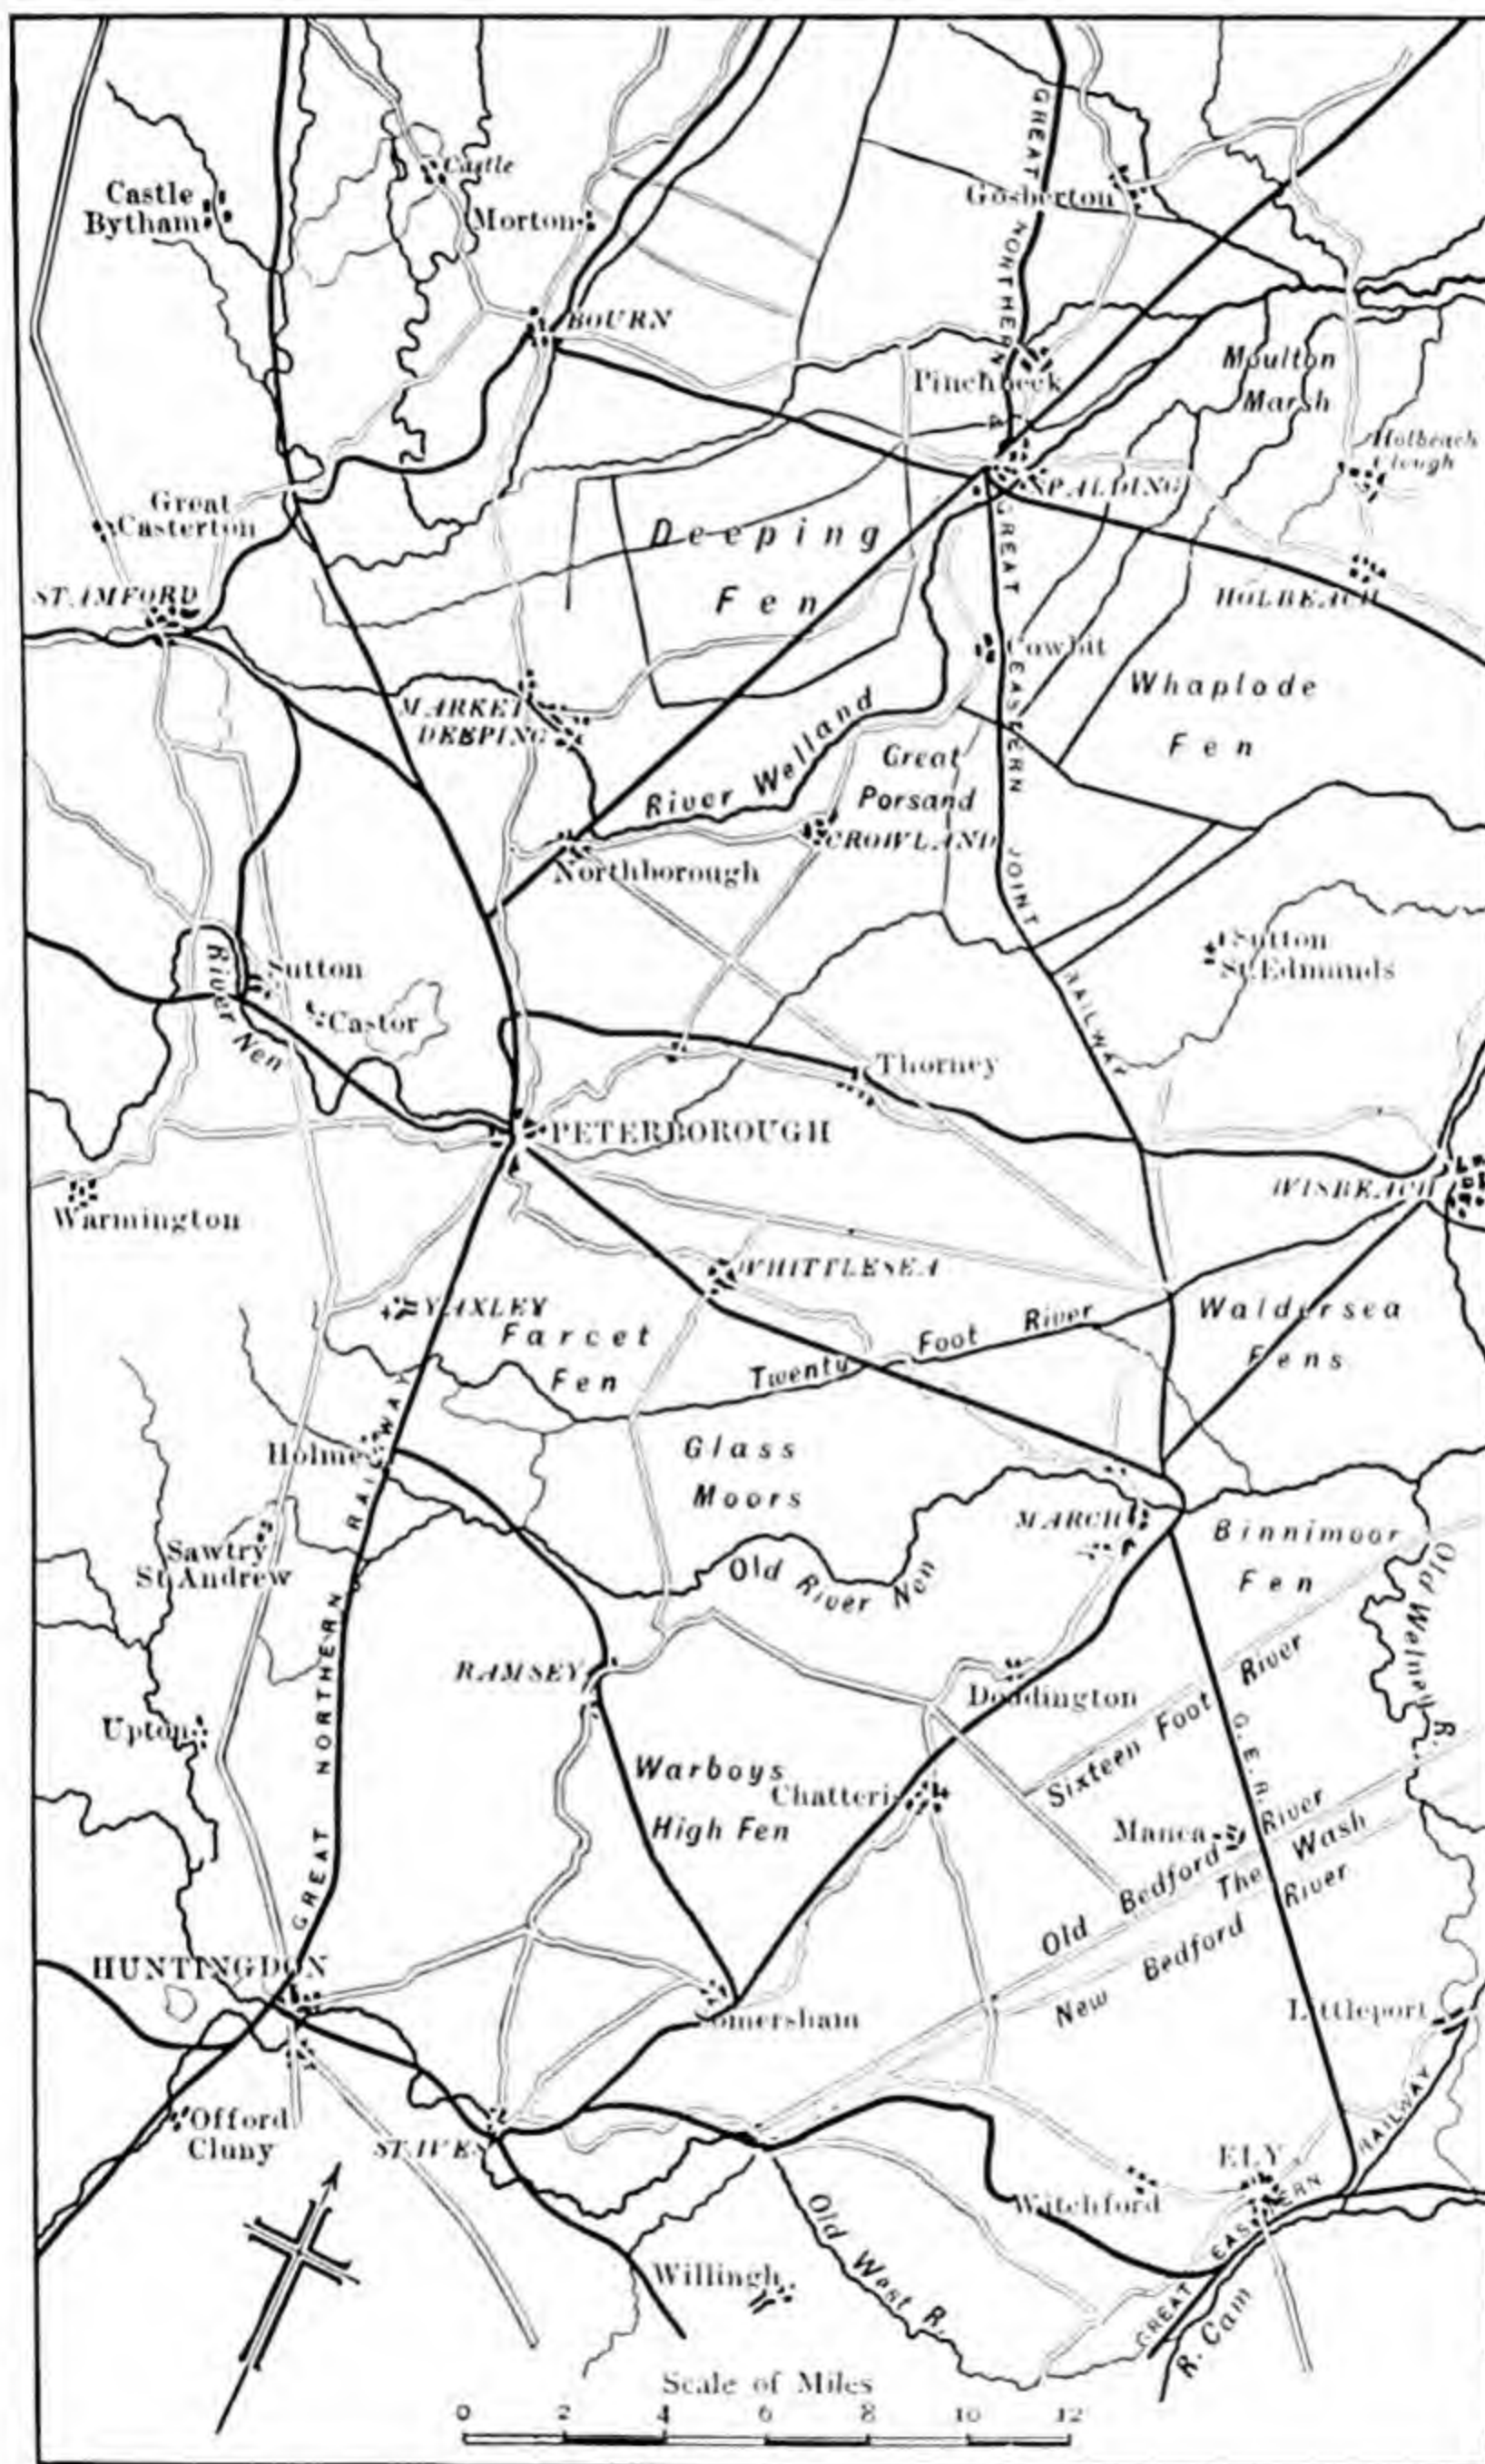 Castle
Castle
Bytham
Morton
GREAT NORTHERN &
Gosberton
BOURN
Pinchbeck
Moulton
Marsh
Holbeach
Clough
Great
Casterton
SPALDING
Deeping
Fen
STAMFORD
HOLBEACH
GREAT EASTERN JOINT RAILWAY
Cowbit
Whaplode
Fen
MARKET
DEEPING
River Welland
Great
Porsand
CROWLAND
Northborough
Sutton
River Nen
Castor
Sutton
St. Edmunds
Thorney
PETERBOROUGH
WISBEACH
Warmington
WHITTLESEA
YAXLEY
Farcet
Fen
Twenty Foot River
Waldersea
Fens
Holme
Glass
Moors
MARCH
Binnimoor
Fen
Sawtry
St. Andrew
Old River Nen
Old Welney R.
RAMSEY
Doddington
Sixteen Foot River
Upton
GREAT NORTHERN RAILWAY
Warboys
High Fen
Chatteris
G. E. R.
Manea
Old Bedford River
The Wash
New Bedford River
HUNTINGDON
Somersham
Littleport
Offord
Cluny
ST. IVES
ELY
Witchford
GREAT EASTERN RAILWAY
Old West R.
Willingh.
R. Cam
Scale of Miles
0 2 4 6 8 10 12